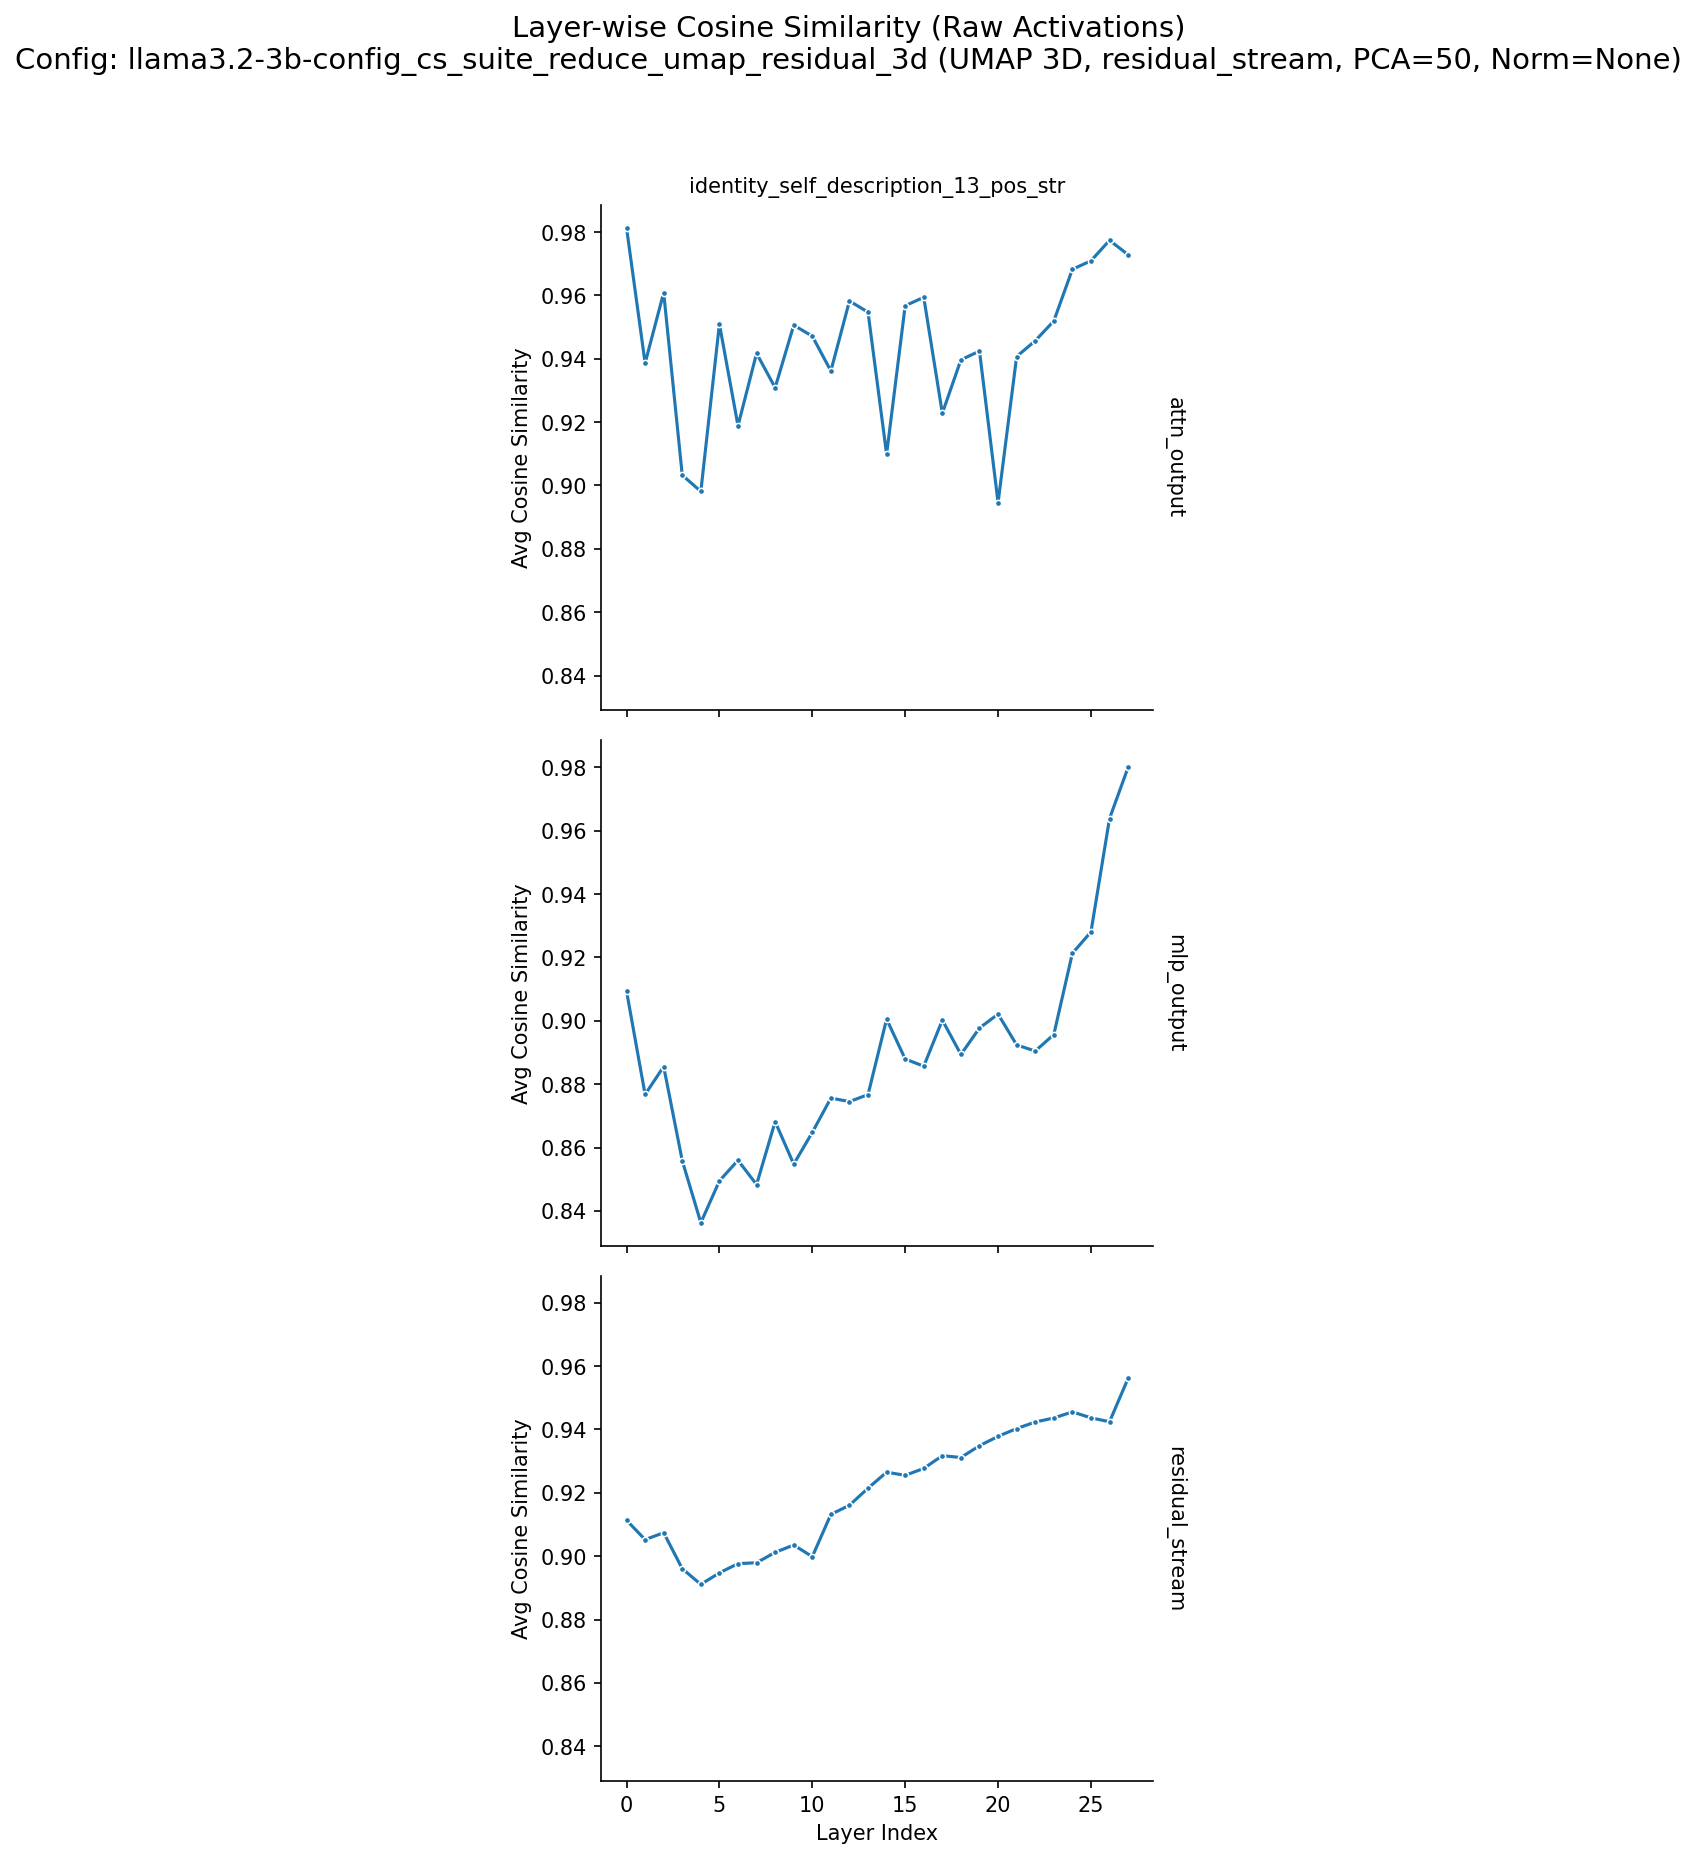 Layer-wise Cosine Similarity (Raw Activations)
Config: llama3.2-3b-config_cs_suite_reduce_umap_residual_3d (UMAP 3D, residual_stream, PCA=50, Norm=None)
identity_self_description_13_pos_str
0.98
0.96
0.94
0.92
0.90
0.88
0.86
0.84
Avg Cosine Similarity
attn_output
0.98
0.96
0.94
0.92
0.90
0.88
0.86
0.84
Avg Cosine Similarity
mlp_output
0.98
0.96
0.94
0.92
0.90
0.88
0.86
0.84
Avg Cosine Similarity
residual_stream
0 5 10 15 20 25
Layer Index